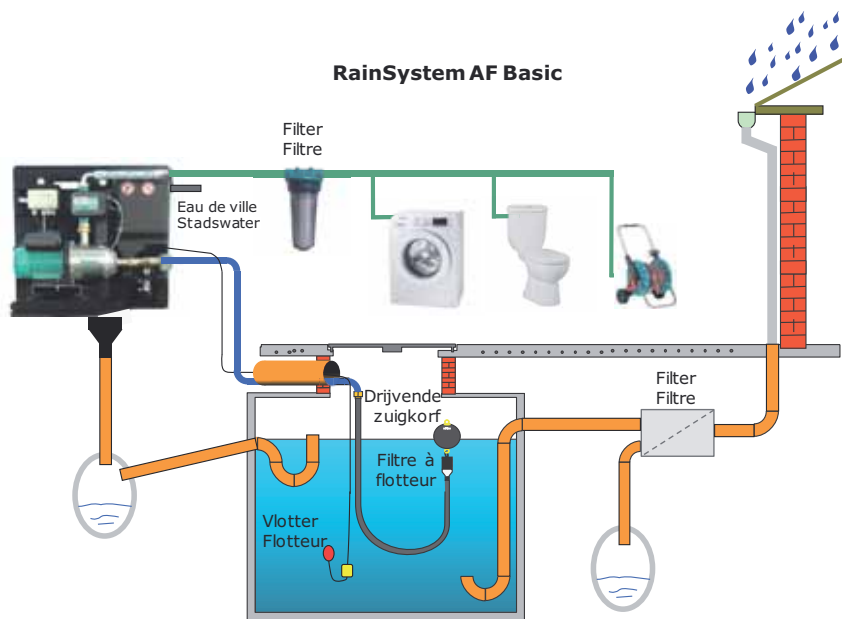 RainSystem AF Basic
Filter
Filtre
Eau de ville
Stadswater
Filter
Filtre
Drijvende
zuigkorf
Filtre à
flotteur
Vlotter
Flotteur